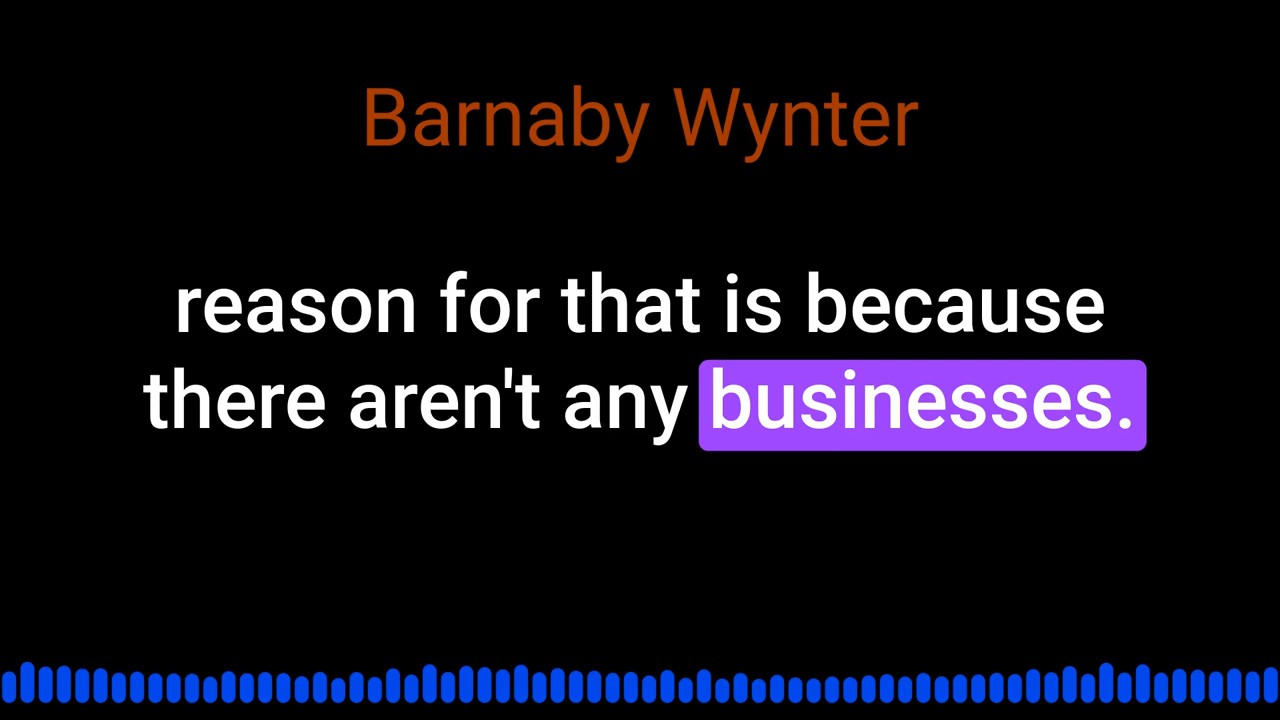 Barnaby Wynter
reason for that is because
there aren't any businesses.